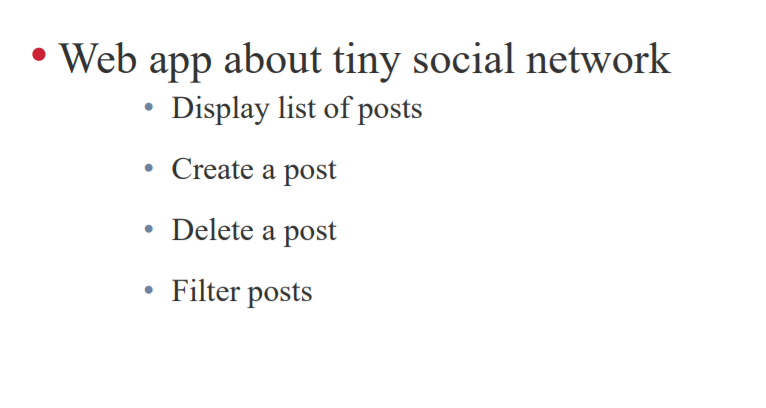 • Web app about tiny social network
• Display list of posts
• Create a post
• Delete a post
• Filter posts